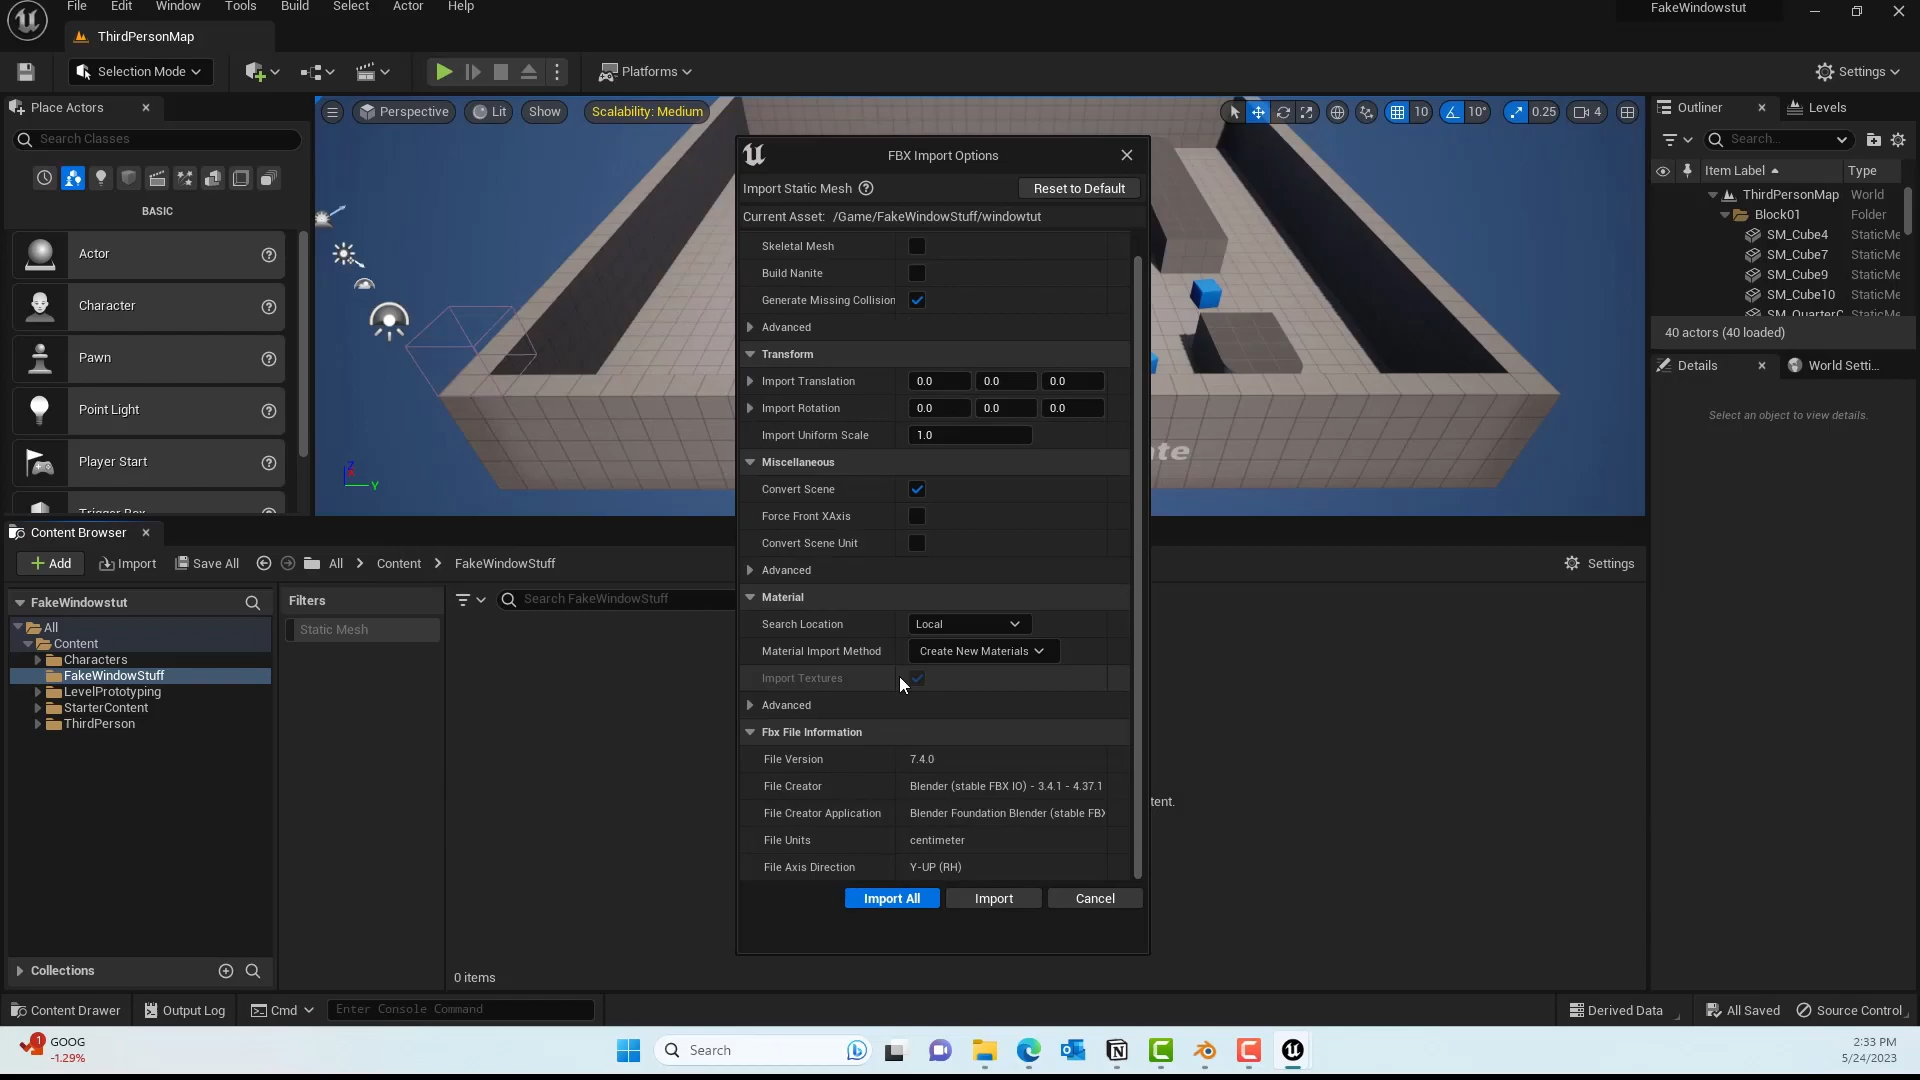 File Edit Window Tools Build Select Actor Help
FakeWindowstut
ThirdPersonMap
Selection Mode
Platforms
Settings
Place Actors
Perspective Lit Show Scalability: Medium
10 10° 0.25 4
Outliner Levels
Search Classes
Search...
BASIC
Item Label Type
ThirdPersonMap World
Block01 Folder
SM_Cube4 StaticMe
SM_Cube7 StaticMe
SM_Cube9 StaticMe
SM_Cube10 StaticMe
40 actors (40 loaded)
Details World Setti...
Select an object to view details.
Actor
Character
Pawn
Point Light
Player Start
Z
Y
FBX Import Options
Import Static Mesh Reset to Default
Current Asset: /Game/FakeWindowStuff/windowtut
Skeletal Mesh
Build Nanite
Generate Missing Collision
Advanced
Transform
Import Translation 0.0 0.0 0.0
Import Rotation 0.0 0.0 0.0
Import Uniform Scale 1.0
Miscellaneous
Convert Scene
Force Front XAxis
Convert Scene Unit
Advanced
Material
Search Location Local
Material Import Method Create New Materials
Import Textures
Advanced
Fbx File Information
File Version 7.4.0
File Creator Blender (stable FBX IO) - 3.4.1 - 4.37.1
File Creator Application Blender Foundation Blender (stable FBX
File Units centimeter
File Axis Direction Y-UP (RH)
Import All Import Cancel
Content Browser
Add Import Save All All Content FakeWindowStuff
Settings
FakeWindowstut
Filters
Search FakeWindowStuff
Static Mesh
All
Content
Characters
FakeWindowStuff
LevelPrototyping
StarterContent
ThirdPerson
tent.
Collections
0 items
Content Drawer Output Log Cmd Enter Console Command
Derived Data All Saved Source Control
1
GOOG
-1.29%
Search
2:33 PM
5/24/2023